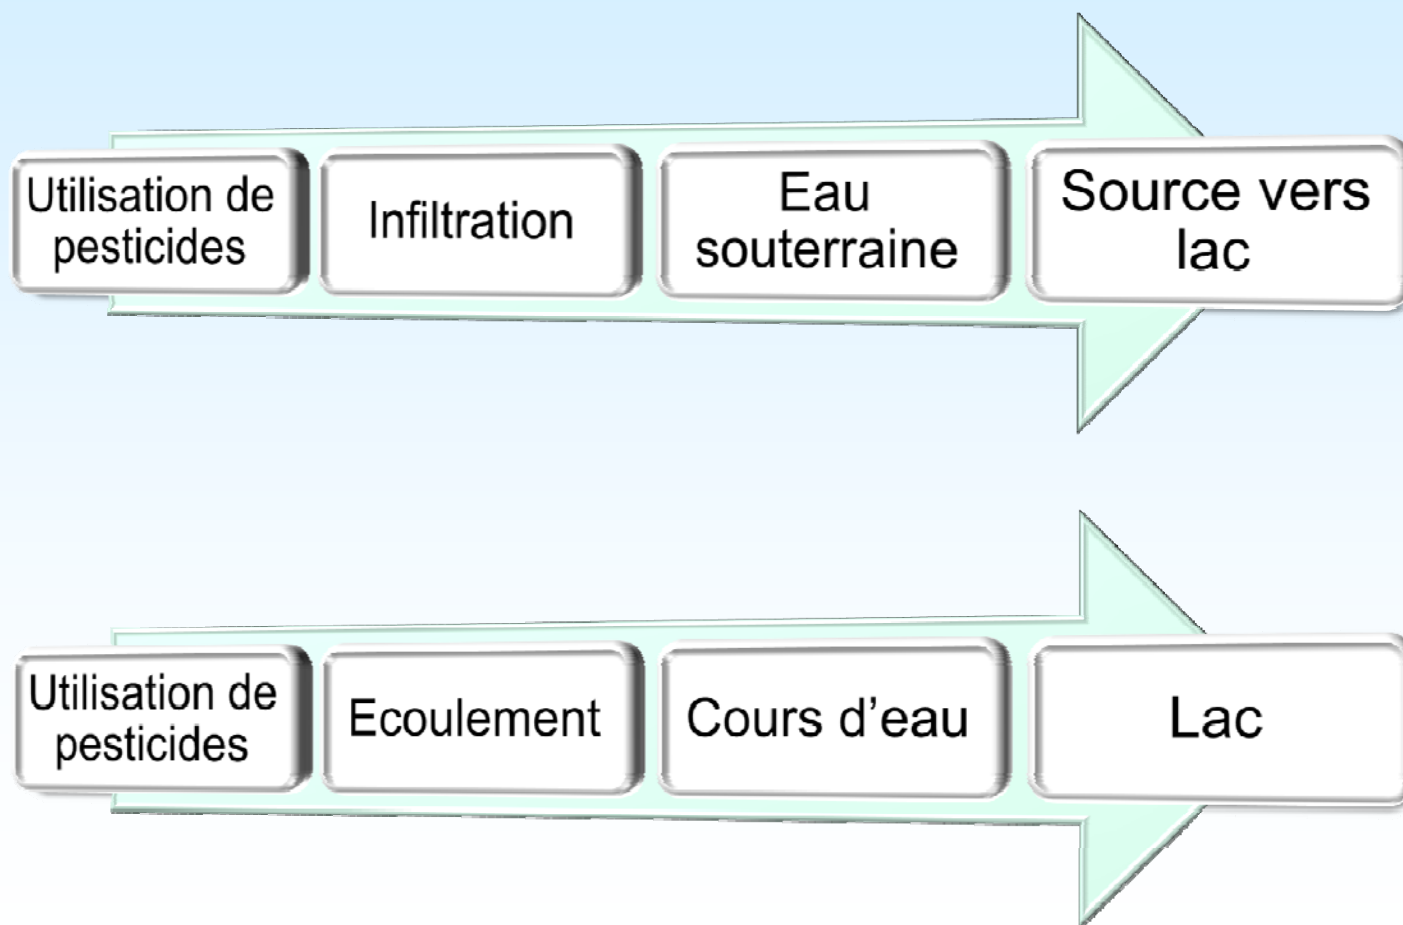 Utilisation de
pesticides
Infiltration
Eau
souterraine
Source vers
lac
Utilisation de
pesticides
Ecoulement
Cours d’eau
Lac